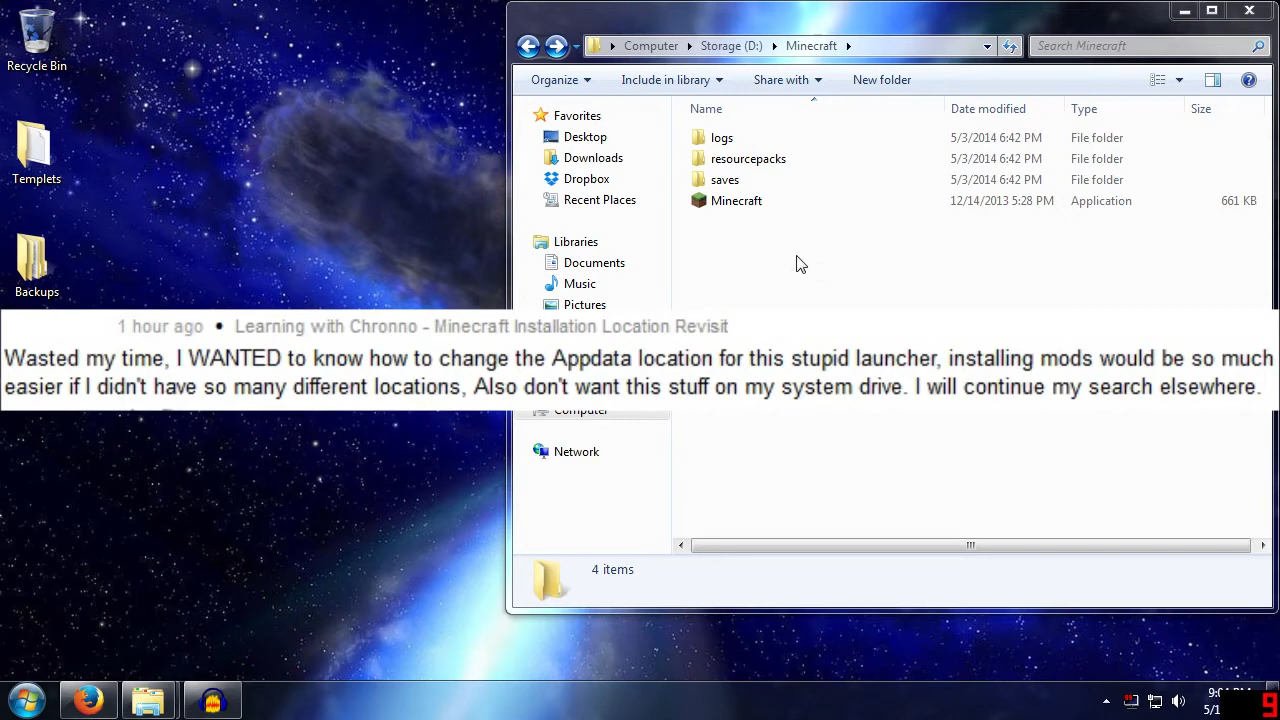 Recycle Bin
Templets
Backups
Computer Storage (D:) Minecraft
Search Minecraft
Organize Include in library Share with New folder
Name Date modified Type Size
Favorites
Desktop
Downloads
Dropbox
Recent Places
Libraries
Documents
Music
Pictures
logs 5/3/2014 6:42 PM File folder
resourcepacks 5/3/2014 6:42 PM File folder
saves 5/3/2014 6:42 PM File folder
Minecraft 12/14/2013 5:28 PM Application 661 KB
1 hour ago • Learning with Chronno - Minecraft Installation Location Revisit
Wasted my time, I WANTED to know how to change the Appdata location for this stupid launcher, installing mods would be so much
easier if I didn't have so many different locations, Also don't want this stuff on my system drive. I will continue my search elsewhere.
Computer
Network
4 items
9